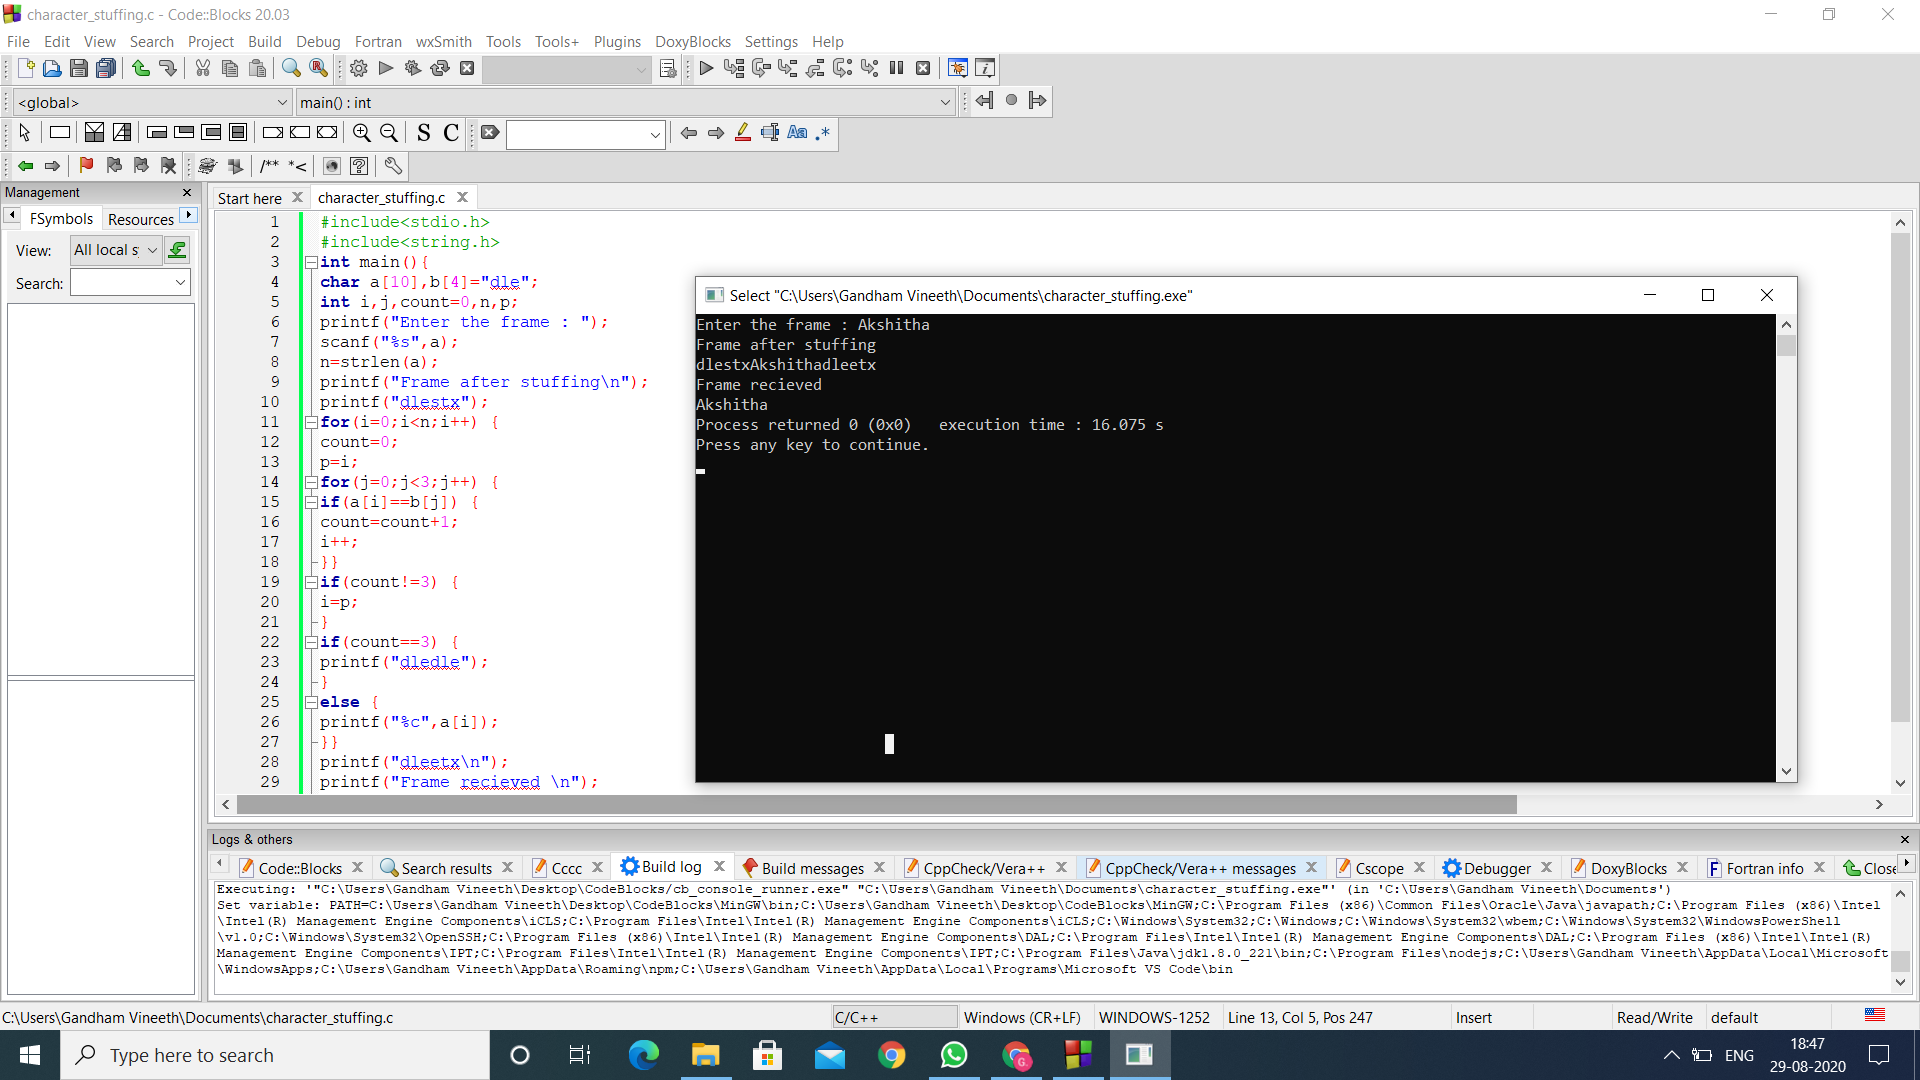 character_stuffing.c - Code::Blocks 20.03
File Edit View Search Project Build Debug Fortran wxSmith Tools Tools+ Plugins DoxyBlocks Settings Help
<global> main() : int
S C Aa .*
/** *<
Management
Start here character_stuffing.c
FSymbols Resources
View: All local s
Search:
1 #include<stdio.h>
2 #include<string.h>
3 int main(){
4 char a[10],b[4]="dle";
5 int i,j,count=0,n,p;
6 printf("Enter the frame : ");
7 scanf("%s",a);
8 n=strlen(a);
9 printf("Frame after stuffing\n");
10 printf("dlestx");
11 for(i=0;i<n;i++) {
12 count=0;
13 p=i;
14 for(j=0;j<3;j++) {
15 if(a[i]==b[j]) {
16 count=count+1;
17 i++;
18 }}
19 if(count!=3) {
20 i=p;
21 }
22 if(count==3) {
23 printf("dledle");
24 }
25 else {
26 printf("%c",a[i]);
27 }}
28 printf("dleetx\n");
29 printf("Frame recieved \n");
Select "C:\Users\Gandham Vineeth\Documents\character_stuffing.exe"
Enter the frame : Akshitha
Frame after stuffing
dlestxAkshithadleetx
Frame recieved
Akshitha
Process returned 0 (0x0)   execution time : 16.075 s
Press any key to continue.
Logs & others
Code::Blocks Search results Cccc Build log Build messages CppCheck/Vera++ CppCheck/Vera++ messages Cscope Debugger DoxyBlocks Fortran info Close
Executing: '"C:\Users\Gandham Vineeth\Desktop\CodeBlocks/cb_console_runner.exe" "C:\Users\Gandham Vineeth\Documents\character_stuffing.exe"' (in 'C:\Users\Gandham Vineeth\Documents')
Set variable: PATH=C:\Users\Gandham Vineeth\Desktop\CodeBlocks\MinGW\bin;C:\Users\Gandham Vineeth\Desktop\CodeBlocks\MinGW;C:\Program Files (x86)\Common Files\Oracle\Java\javapath;C:\Program Files (x86)\Intel
\Intel(R) Management Engine Components\iCLS;C:\Program Files\Intel\Intel(R) Management Engine Components\iCLS;C:\Windows\System32;C:\Windows;C:\Windows\System32\wbem;C:\Windows\System32\WindowsPowerShell
\v1.0;C:\Windows\System32\OpenSSH;C:\Program Files (x86)\Intel\Intel(R) Management Engine Components\DAL;C:\Program Files\Intel\Intel(R) Management Engine Components\DAL;C:\Program Files (x86)\Intel\Intel(R)
Management Engine Components\IPT;C:\Program Files\Intel\Intel(R) Management Engine Components\IPT;C:\Program Files\Java\jdk1.8.0_221\bin;C:\Program Files\nodejs;C:\Users\Gandham Vineeth\AppData\Local\Microsoft
\WindowsApps;C:\Users\Gandham Vineeth\AppData\Roaming\npm;C:\Users\Gandham Vineeth\AppData\Local\Programs\Microsoft VS Code\bin
C:\Users\Gandham Vineeth\Documents\character_stuffing.c C/C++ Windows (CR+LF) WINDOWS-1252 Line 13, Col 5, Pos 247 Insert Read/Write default
Type here to search
ENG
18:47
29-08-2020